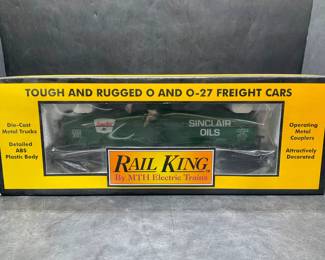 TOUGH AND RUGGED O AND O-27 FREIGHT CARS
Die-Cast
Metal Trucks
Detailed
ABS
Plastic Body
SINCLAIR
OILS
Operating
Metal
Couplers
Attractively
Decorated
RAIL KING
By MTH Electric Trains